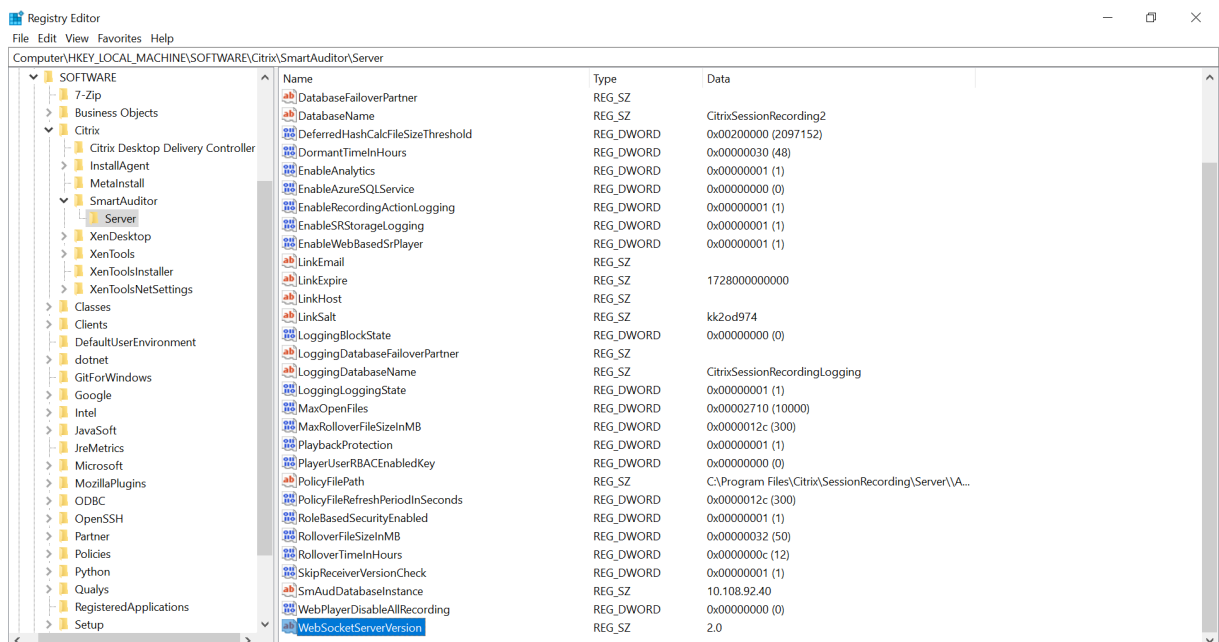 Registry Editor
File Edit View Favorites Help
Computer\HKEY_LOCAL_MACHINE\SOFTWARE\Citrix\SmartAuditor\Server
SOFTWARE
7-Zip
Business Objects
Citrix
Citrix Desktop Delivery Controller
InstallAgent
MetaInstall
SmartAuditor
Server
XenDesktop
XenTools
XenToolsInstaller
XenToolsNetSettings
Classes
Clients
DefaultUserEnvironment
dotnet
GitForWindows
Google
Intel
JavaSoft
JreMetrics
Microsoft
MozillaPlugins
ODBC
OpenSSH
Partner
Policies
Python
Qualys
RegisteredApplications
Setup
Name Type Data
DatabaseFailoverPartner REG_SZ
DatabaseName REG_SZ CitrixSessionRecording2
DeferredHashCalcFileSizeThreshold REG_DWORD 0x00200000 (2097152)
DormantTimeInHours REG_DWORD 0x00000030 (48)
EnableAnalytics REG_DWORD 0x00000001 (1)
EnableAzureSQLService REG_DWORD 0x00000000 (0)
EnableRecordingActionLogging REG_DWORD 0x00000001 (1)
EnableSRStorageLogging REG_DWORD 0x00000001 (1)
EnableWebBasedSrPlayer REG_DWORD 0x00000001 (1)
LinkEmail REG_SZ
LinkExpire REG_SZ 1728000000000
LinkHost REG_SZ
LinkSalt REG_SZ kk2od974
LoggingBlockState REG_DWORD 0x00000000 (0)
LoggingDatabaseFailoverPartner REG_SZ
LoggingDatabaseName REG_SZ CitrixSessionRecordingLogging
LoggingLoggingState REG_DWORD 0x00000001 (1)
MaxOpenFiles REG_DWORD 0x00002710 (10000)
MaxRolloverFileSizeInMB REG_DWORD 0x0000012c (300)
PlaybackProtection REG_DWORD 0x00000001 (1)
PlayerUserRBACEnabledKey REG_DWORD 0x00000000 (0)
PolicyFilePath REG_SZ C:\Program Files\Citrix\SessionRecording\Server\\A...
PolicyFileRefreshPeriodInSeconds REG_DWORD 0x0000012c (300)
RoleBasedSecurityEnabled REG_DWORD 0x00000001 (1)
RolloverFileSizeInMB REG_DWORD 0x00000032 (50)
RolloverTimeInHours REG_DWORD 0x0000000c (12)
SkipReceiverVersionCheck REG_DWORD 0x00000001 (1)
SmAudDatabaseInstance REG_SZ 10.108.92.40
WebPlayerDisableAllRecording REG_DWORD 0x00000000 (0)
WebSocketServerVersion REG_SZ 2.0